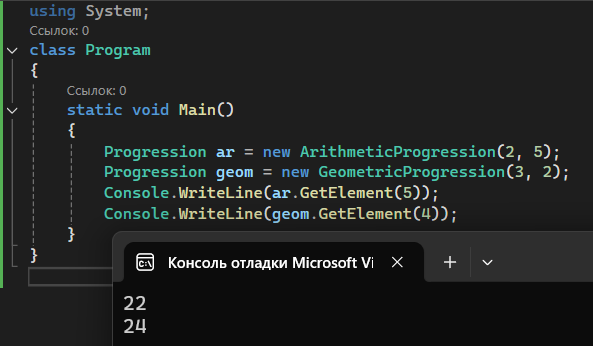 using System;
Ссылок: 0
class Program
{
Ссылок: 0
static void Main()
{
Progression ar = new ArithmeticProgression(2, 5);
Progression geom = new GeometricProgression(3, 2);
Console.WriteLine(ar.GetElement(5));
Console.WriteLine(geom.GetElement(4));
}
}
Консоль отладки Microsoft Vi
22
24